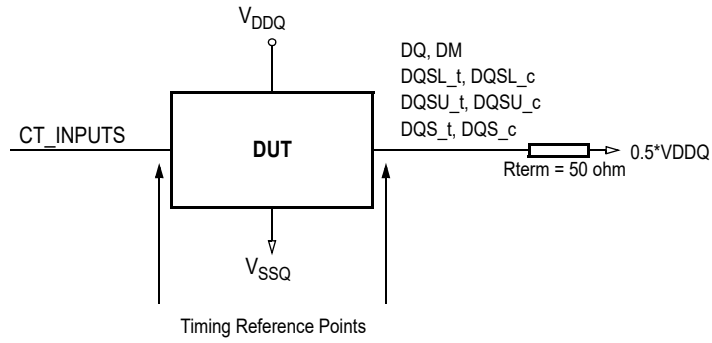 VDDQ
DQ, DM
DQSL_t, DQSL_c
DQSU_t, DQSU_c
DQS_t, DQS_c
CT_INPUTS
DUT
0.5*VDDQ
Rterm = 50 ohm
VSSQ
Timing Reference Points